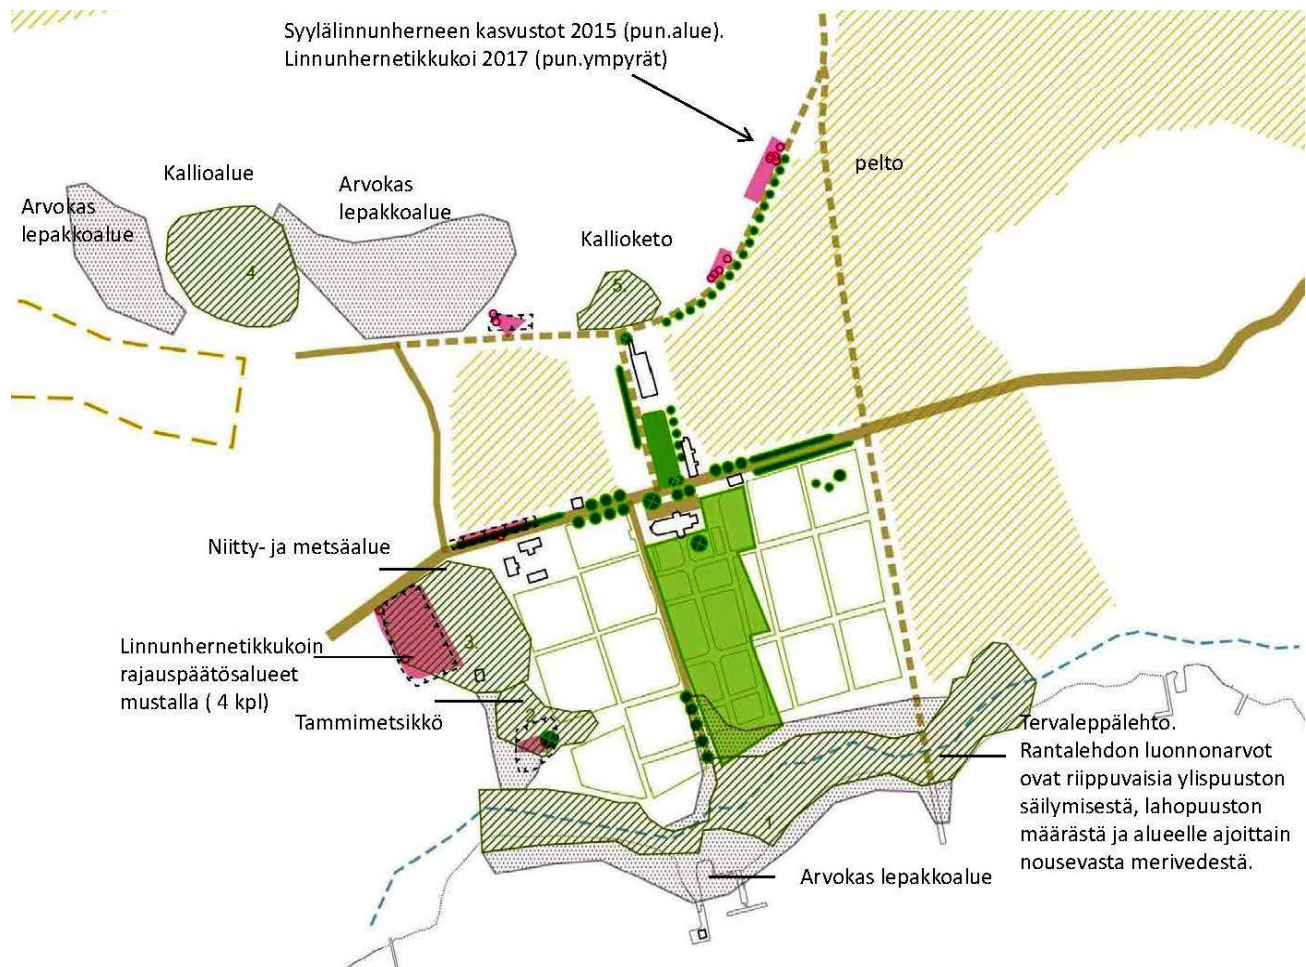 Syylälinnunherneen kasvustot 2015 (pun.alue).
Linnunhernetikkukoi 2017 (pun.ympyrät)
pelto
Kallioalue
Arvokas
lepakkoalue
Arvokas
lepakkoalue
Kallioketo
4
5.
Niitty- ja metsäalue
3.
Linnunhernetikkukoin
rajauspäätösalueet
mustalla ( 4 kpl)
Tammimetsikkö
2.
Tervaleppälehto.
Rantalehdon luonnonarvot
ovat riippuvaisia ylispuuston
säilymisestä, lahopuuston
määrästä ja alueelle ajoittain
nousevasta merivedestä.
1
Arvokas lepakkoalue